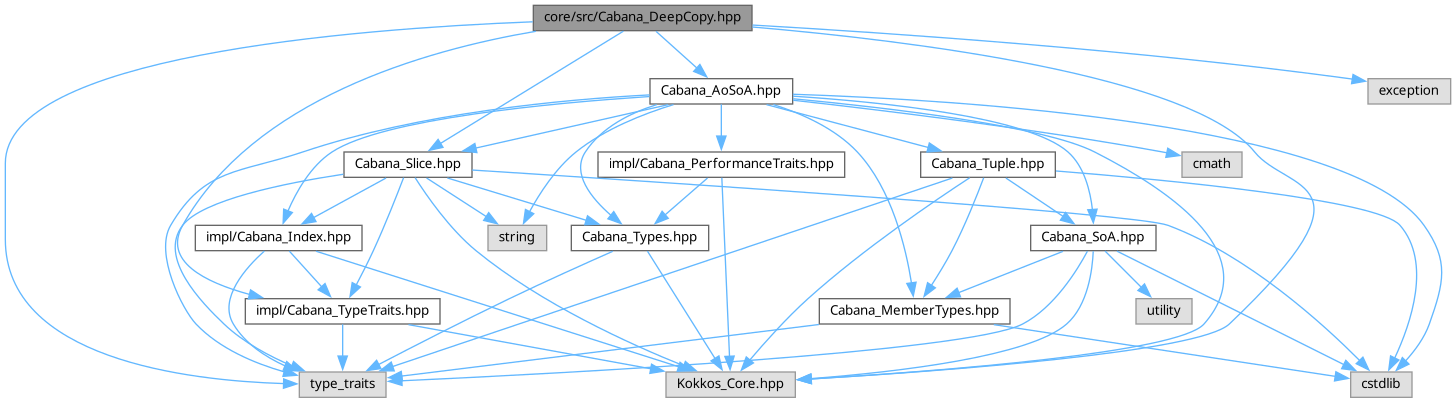 core/src/Cabana_DeepCopy.hpp
Cabana_AoSoA.hpp
exception
Cabana_Slice.hpp
impl/Cabana_PerformanceTraits.hpp
Cabana_Tuple.hpp
cmath
impl/Cabana_Index.hpp
string
Cabana_Types.hpp
Cabana_SoA.hpp
impl/Cabana_TypeTraits.hpp
Cabana_MemberTypes.hpp
utility
type_traits
Kokkos_Core.hpp
cstdlib